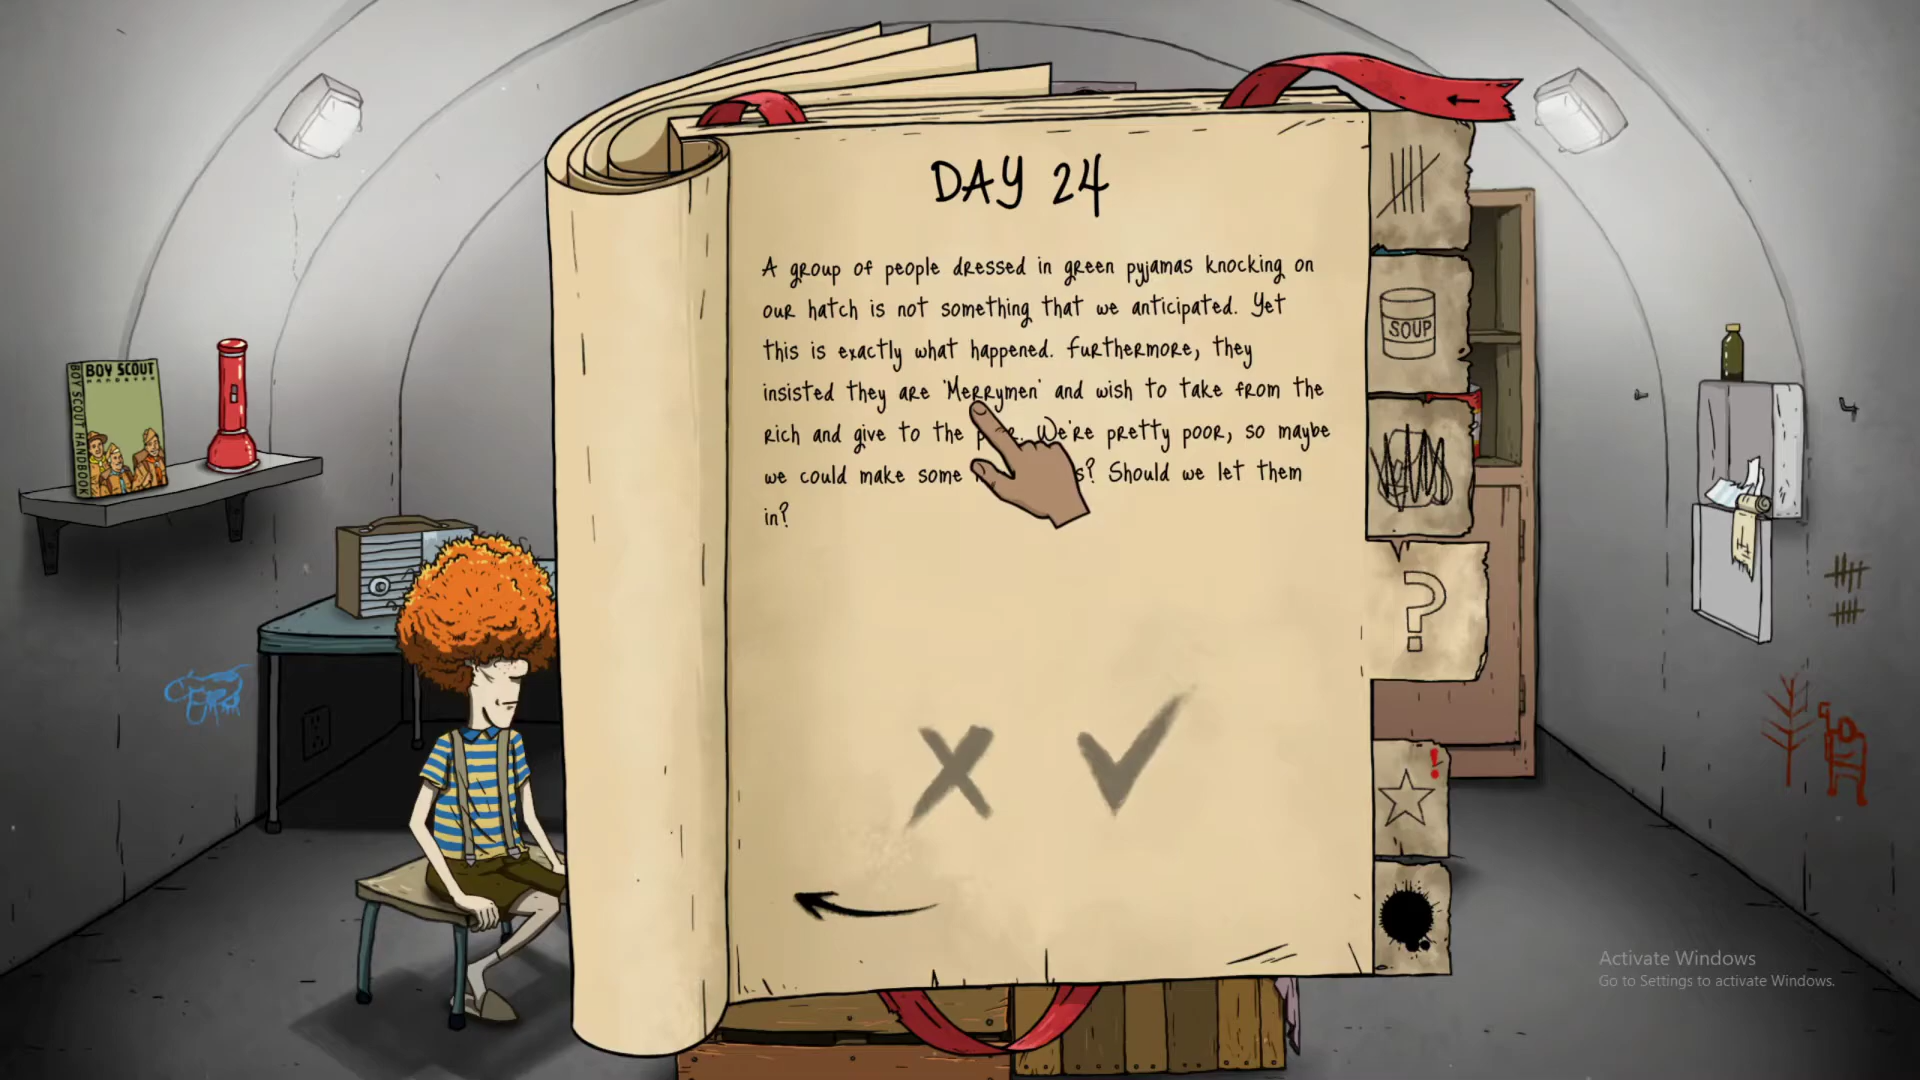 DAY 24
A group of people dressed in green pyjamas knocking on
our hatch is not something that we anticipated. Yet
this is exactly what happened. Furthermore, they
insisted they are 'Merrymen' and wish to take from the
rich and give to the We're pretty poor, so maybe
we could make some Should we let them
in?
BOY SCOUT
HANDBOOK
BOY SCOUT HANDBOOK
SOUP
Activate Windows
Go to Settings to activate Windows.